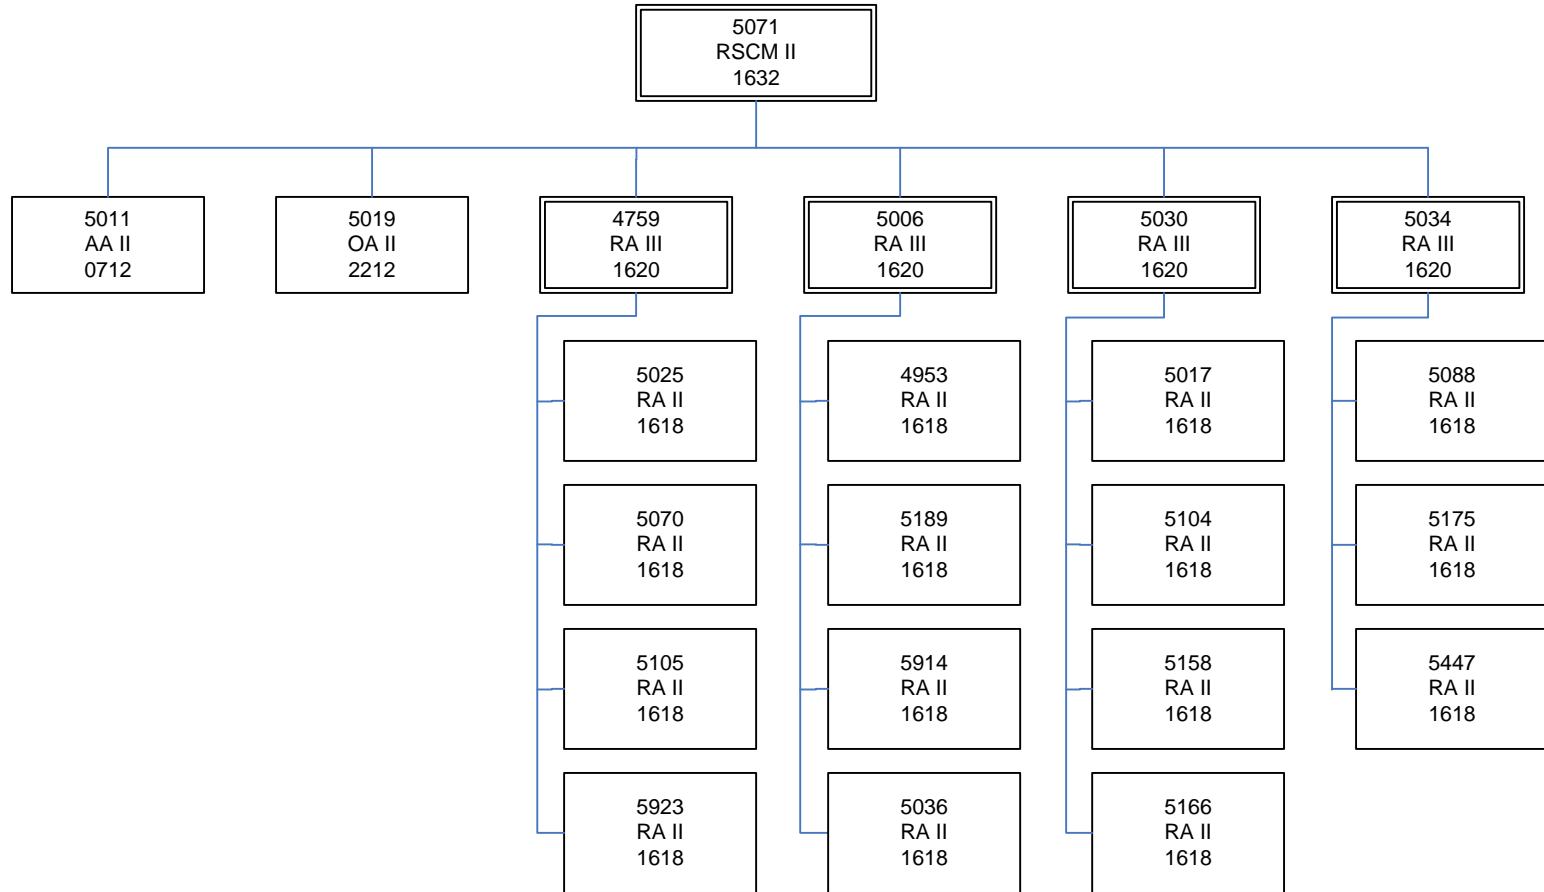 5071
RSCM II
1632
5011
AA II
0712
5019
OA II
2212
4759
RA III
1620
5006
RA III
1620
5030
RA III
1620
5034
RA III
1620
5025
RA II
1618
5070
RA II
1618
5105
RA II
1618
5923
RA II
1618
4953
RA II
1618
5189
RA II
1618
5914
RA II
1618
5036
RA II
1618
5017
RA II
1618
5104
RA II
1618
5158
RA II
1618
5166
RA II
1618
5088
RA II
1618
5175
RA II
1618
5447
RA II
1618